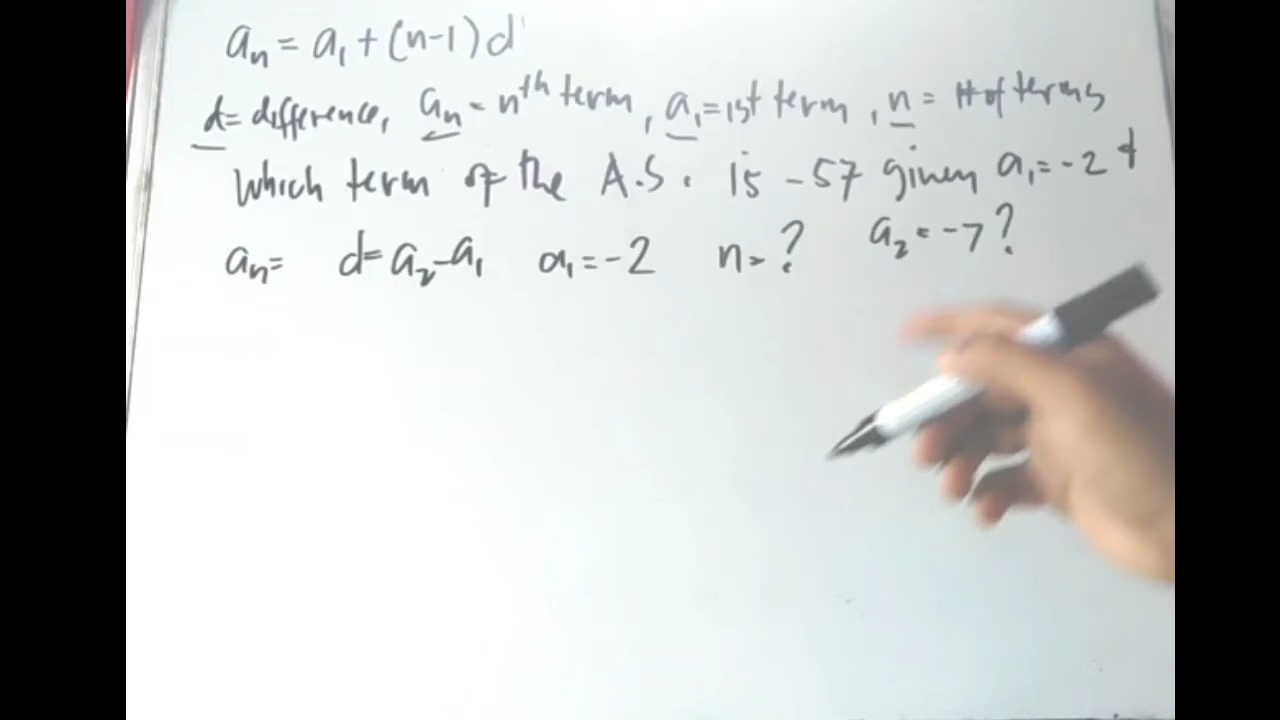 aₙ = a₁ + (n-1)d
d = difference, aₙ = nᵗʰ term, a₁ = 1st term, n = # of terms
Which term of the A.S. is -57 given a₁ = -2 &
a₂ = -7?
aₙ = d = a₂ - a₁ a₁ = -2 n = ?